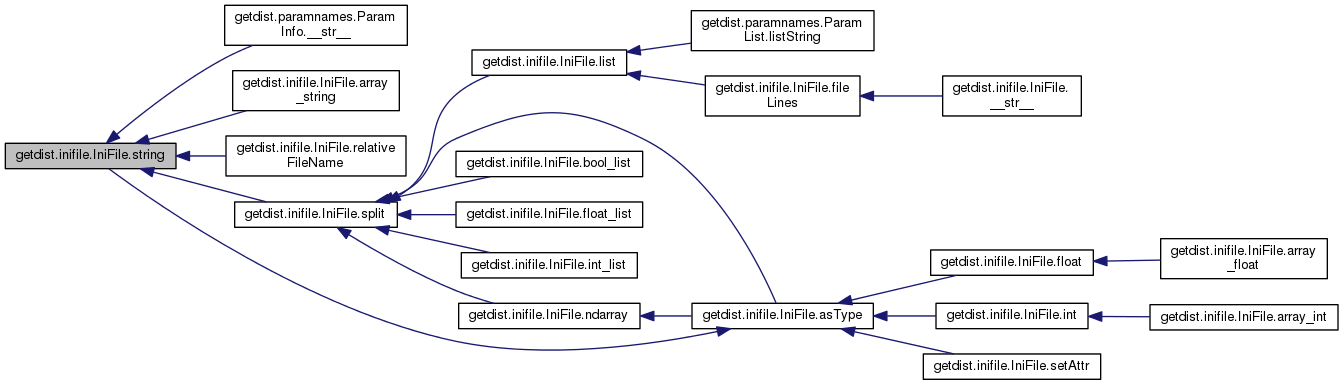 getdist.paramnames.Param
Info.__str__
getdist.inifile.IniFile.array
_string
getdist.inifile.IniFile.string
getdist.inifile.IniFile.relative
FileName
getdist.inifile.IniFile.split
getdist.inifile.IniFile.list
getdist.paramnames.Param
List.listString
getdist.inifile.IniFile.file
Lines
getdist.inifile.IniFile.
__str__
getdist.inifile.IniFile.bool_list
getdist.inifile.IniFile.float_list
getdist.inifile.IniFile.int_list
getdist.inifile.IniFile.ndarray
getdist.inifile.IniFile.asType
getdist.inifile.IniFile.float
getdist.inifile.IniFile.array
_float
getdist.inifile.IniFile.int
getdist.inifile.IniFile.array_int
getdist.inifile.IniFile.setAttr